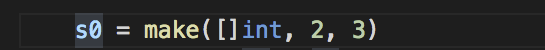 s0 = make([]int, 2, 3)